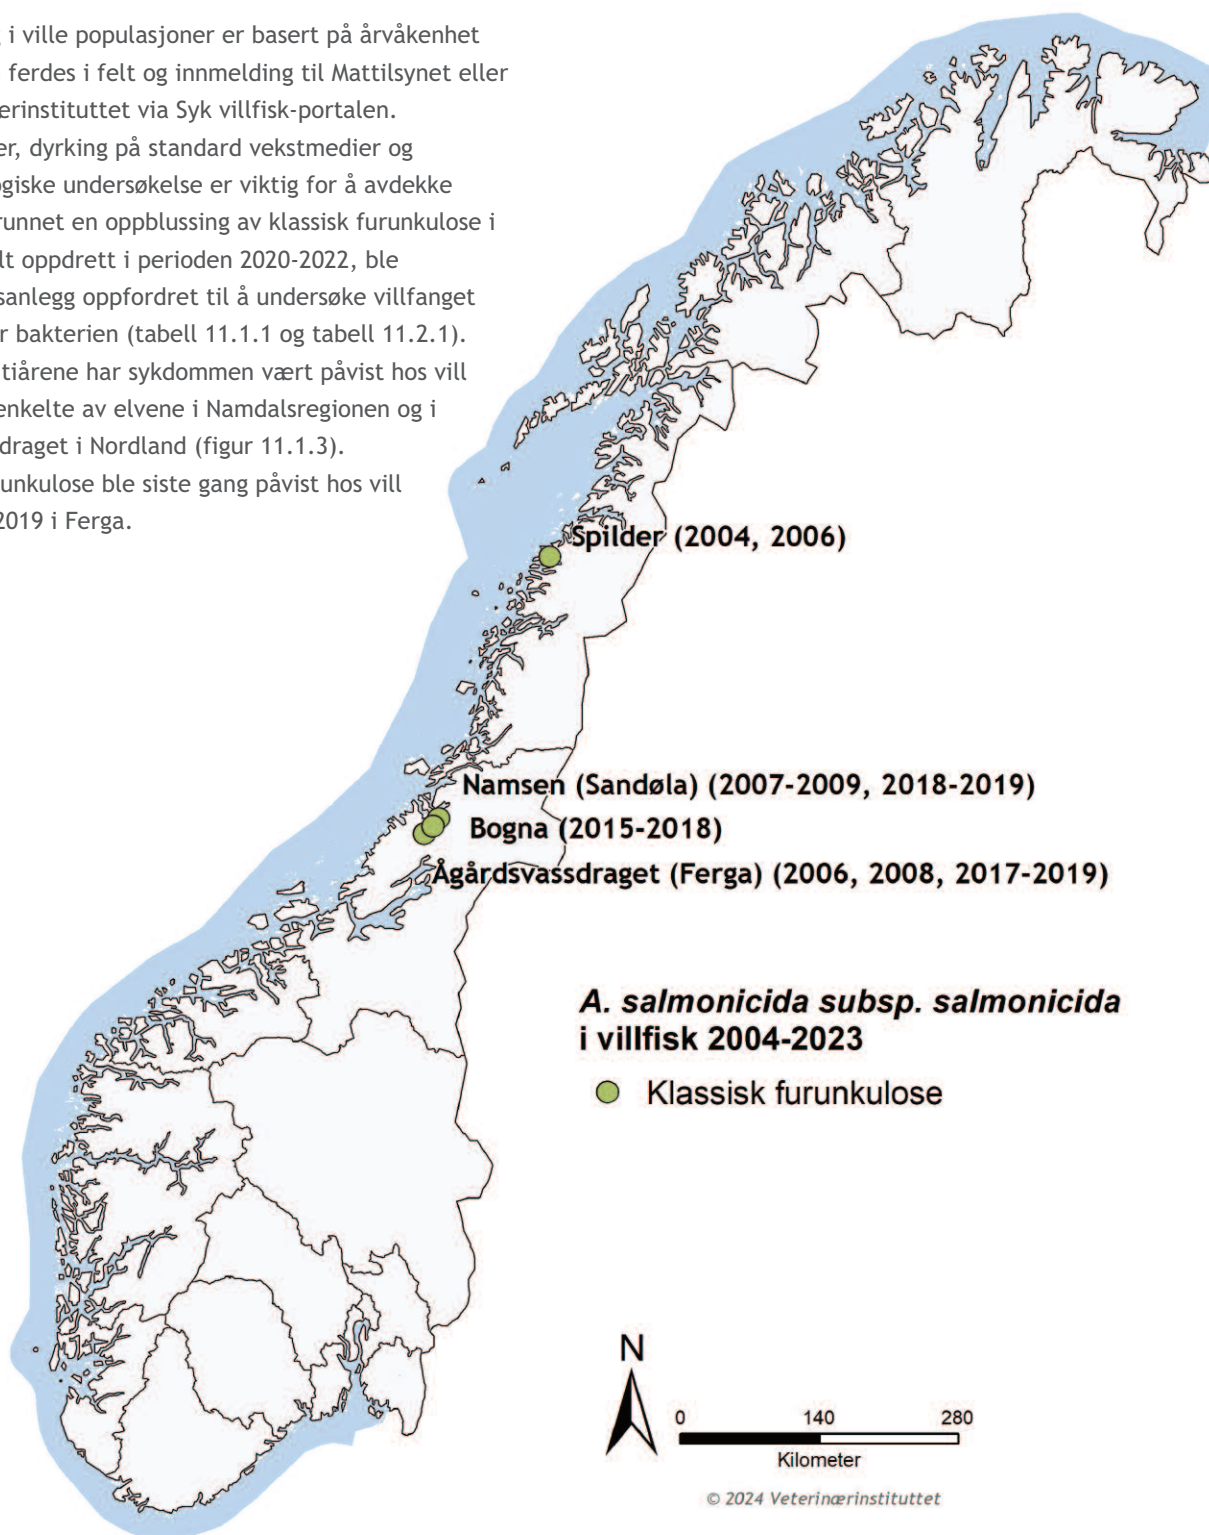 g i ville populasjoner er basert på årvåkenhet
ferdes i felt og innmelding til Mattilsynet eller
erinstituttet via Syk villfisk-portalen.
er, dyrking på standard vekstmedier og
ogiske undersøkelse er viktig for å avdekke
runnet en oppblussing av klassisk furunkulose i
lt oppdrett i perioden 2020-2022, ble
sanlegg oppfordret til å undersøke villfanget
r bakterien (tabell 11.1.1 og tabell 11.2.1).
tiårene har sykdommen vært påvist hos vill
enkelte av elvene i Namdalsregionen og i
draget i Nordland (figur 11.1.3).
unkulose ble siste gang påvist hos vill
2019 i Ferga.
Spilder (2004, 2006)
Namsen (Sandøla) (2007-2009, 2018-2019)
Bogna (2015-2018)
Ågårdsvassdraget (Ferga) (2006, 2008, 2017-2019)
A. salmonicida subsp. salmonicida
i villfisk 2004-2023
Klassisk furunkulose
N
0 140 280
Kilometer
© 2024 Veterinærinstituttet